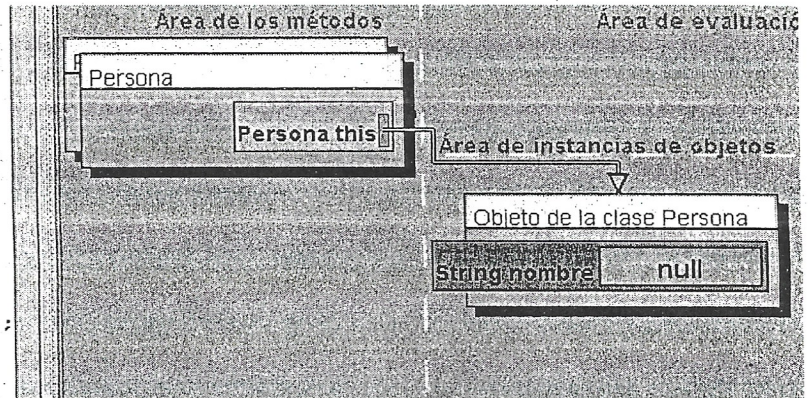 Área de los métodos
Área de evaluació
P
Persona
Persona this
Área de instancias de objetos
Objeto de la clase Persona
String nombre
null
;